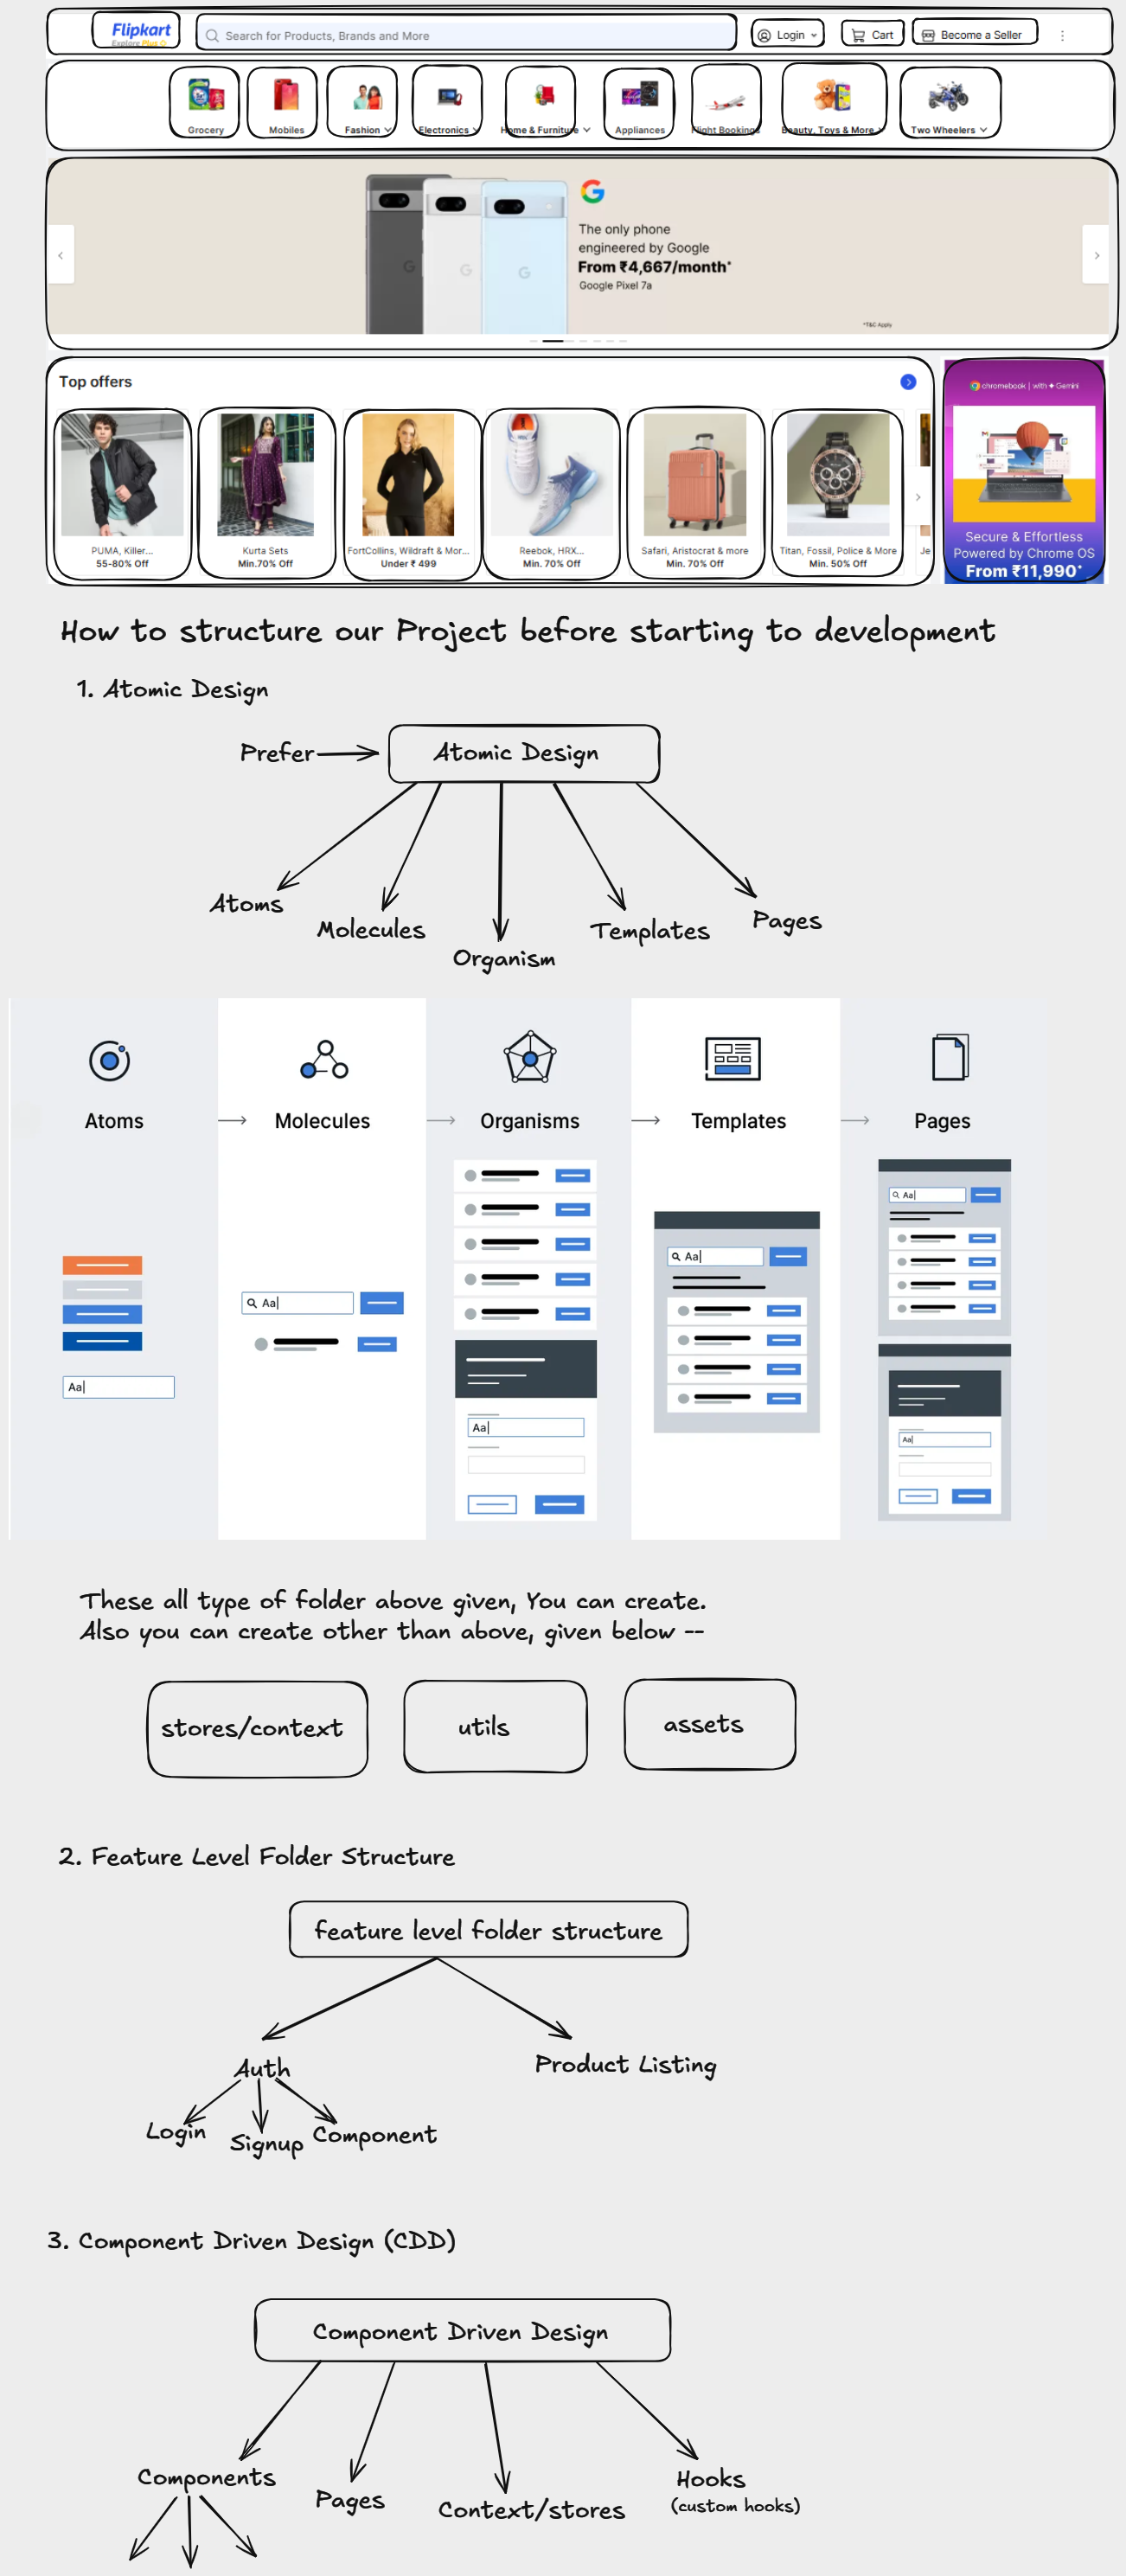 Flipkart
Explore Plus
Search for Products, Brands and More
Login
Cart
Become a Seller
Grocery
Mobiles
Fashion
Electronics
Home & Furniture
Appliances
Flight Bookings
Beauty, Toys & More
Two Wheelers
The only phone
engineered by Google
From ₹4,667/month*
Google Pixel 7a
*T&C Apply
Top offers
PUMA, Killer...
55-80% Off
Kurta Sets
Min.70% Off
FortCollins, Wildraft & Mor...
Under ₹ 499
Reebok, HRX...
Min. 70% Off
Safari, Aristocrat & more
Min. 70% Off
Titan, Fossil, Police & More
Min. 50% Off
Je
chromebook | with Gemini
Secure & Effortless
Powered by Chrome OS
From ₹11,990*
How to structure our Project before starting to development
1. Atomic Design
Prefer
Atomic Design
Atoms
Molecules
Organism
Templates
Pages
Atoms
Molecules
Organisms
Templates
Pages
Aa
Aa
Aa
Aa
Aa
Aa
These all type of folder above given, You can create.
Also you can create other than above, given below --
stores/context
utils
assets
2. Feature Level Folder Structure
feature level folder structure
Auth
Product Listing
Login
Signup
Component
3. Component Driven Design (CDD)
Component Driven Design
Components
Pages
Context/stores
Hooks
(custom hooks)